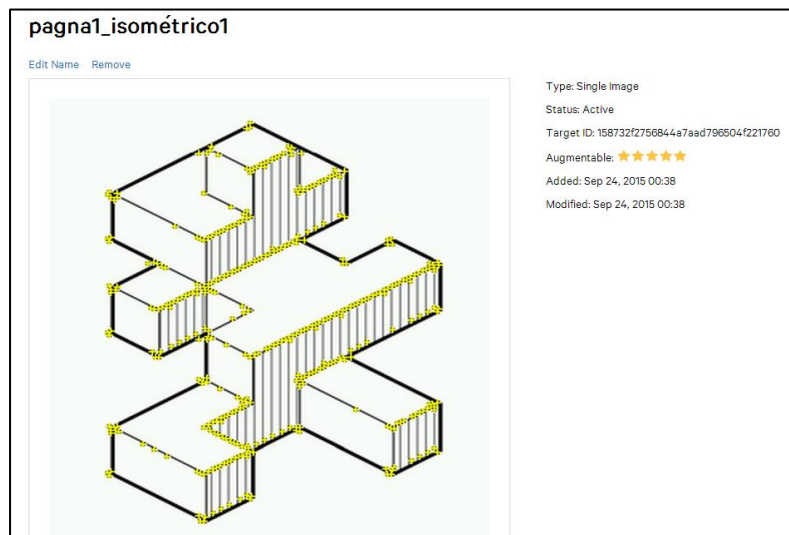 pagna1_isométrico1
Edit Name Remove
Type: Single Image
Status: Active
Target ID: 158732f2756844a7aad796504f221760
Augmentable:
Added: Sep 24, 2015 00:38
Modified: Sep 24, 2015 00:38